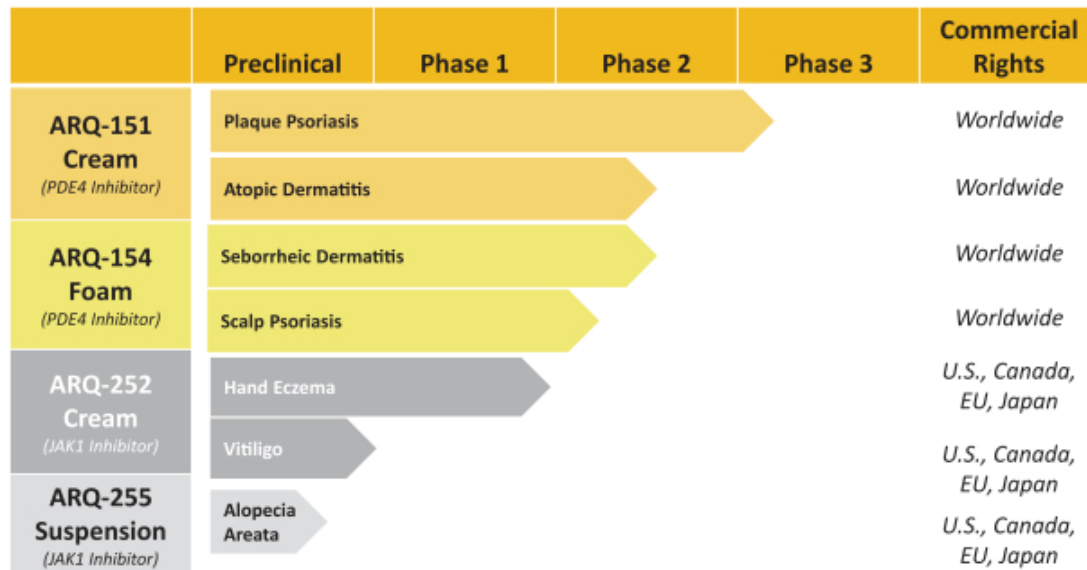 Preclinical Phase 1 Phase 2 Phase 3 Commercial
Rights
ARQ-151
Cream
(PDE4 Inhibitor)
Plaque Psoriasis
Worldwide
Atopic Dermatitis
Worldwide
ARQ-154
Foam
(PDE4 Inhibitor)
Seborrheic Dermatitis
Worldwide
Scalp Psoriasis
Worldwide
ARQ-252
Cream
(JAK1 Inhibitor)
Hand Eczema
U.S., Canada,
EU, Japan
Vitiligo
U.S., Canada,
EU, Japan
ARQ-255
Suspension
(JAK1 Inhibitor)
Alopecia
Areata
U.S., Canada,
EU, Japan